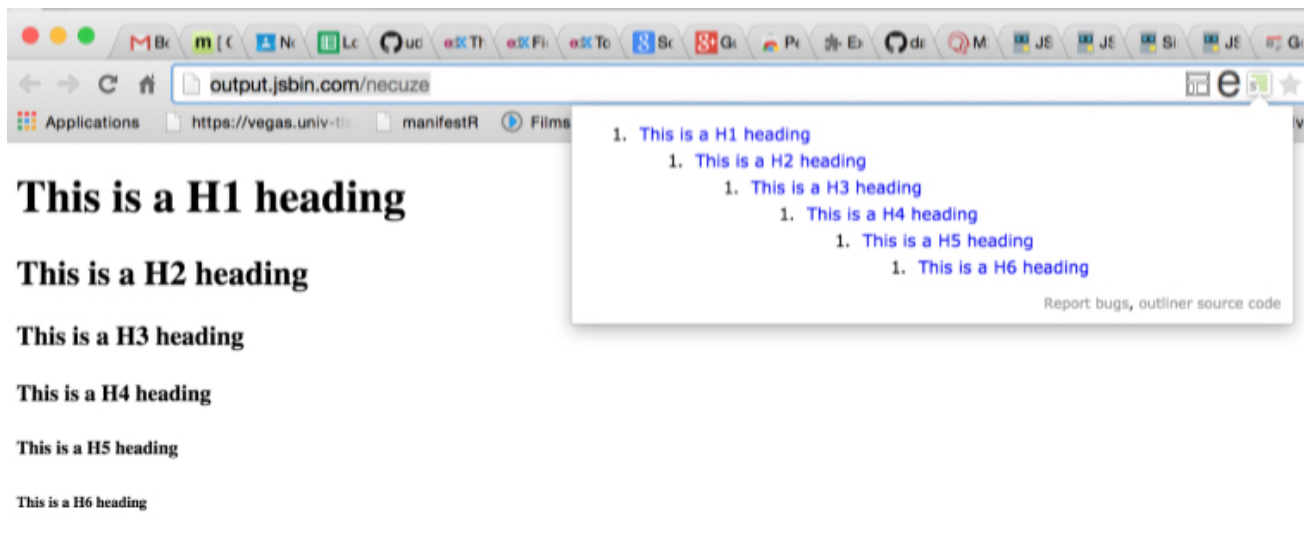 output.jsbin.com/necuze
Applications
manifestR
Films
1. This is a H1 heading
1. This is a H2 heading
1. This is a H3 heading
1. This is a H4 heading
1. This is a H5 heading
1. This is a H6 heading
Report bugs, outliner source code
This is a H1 heading
This is a H2 heading
This is a H3 heading
This is a H4 heading
This is a H5 heading
This is a H6 heading